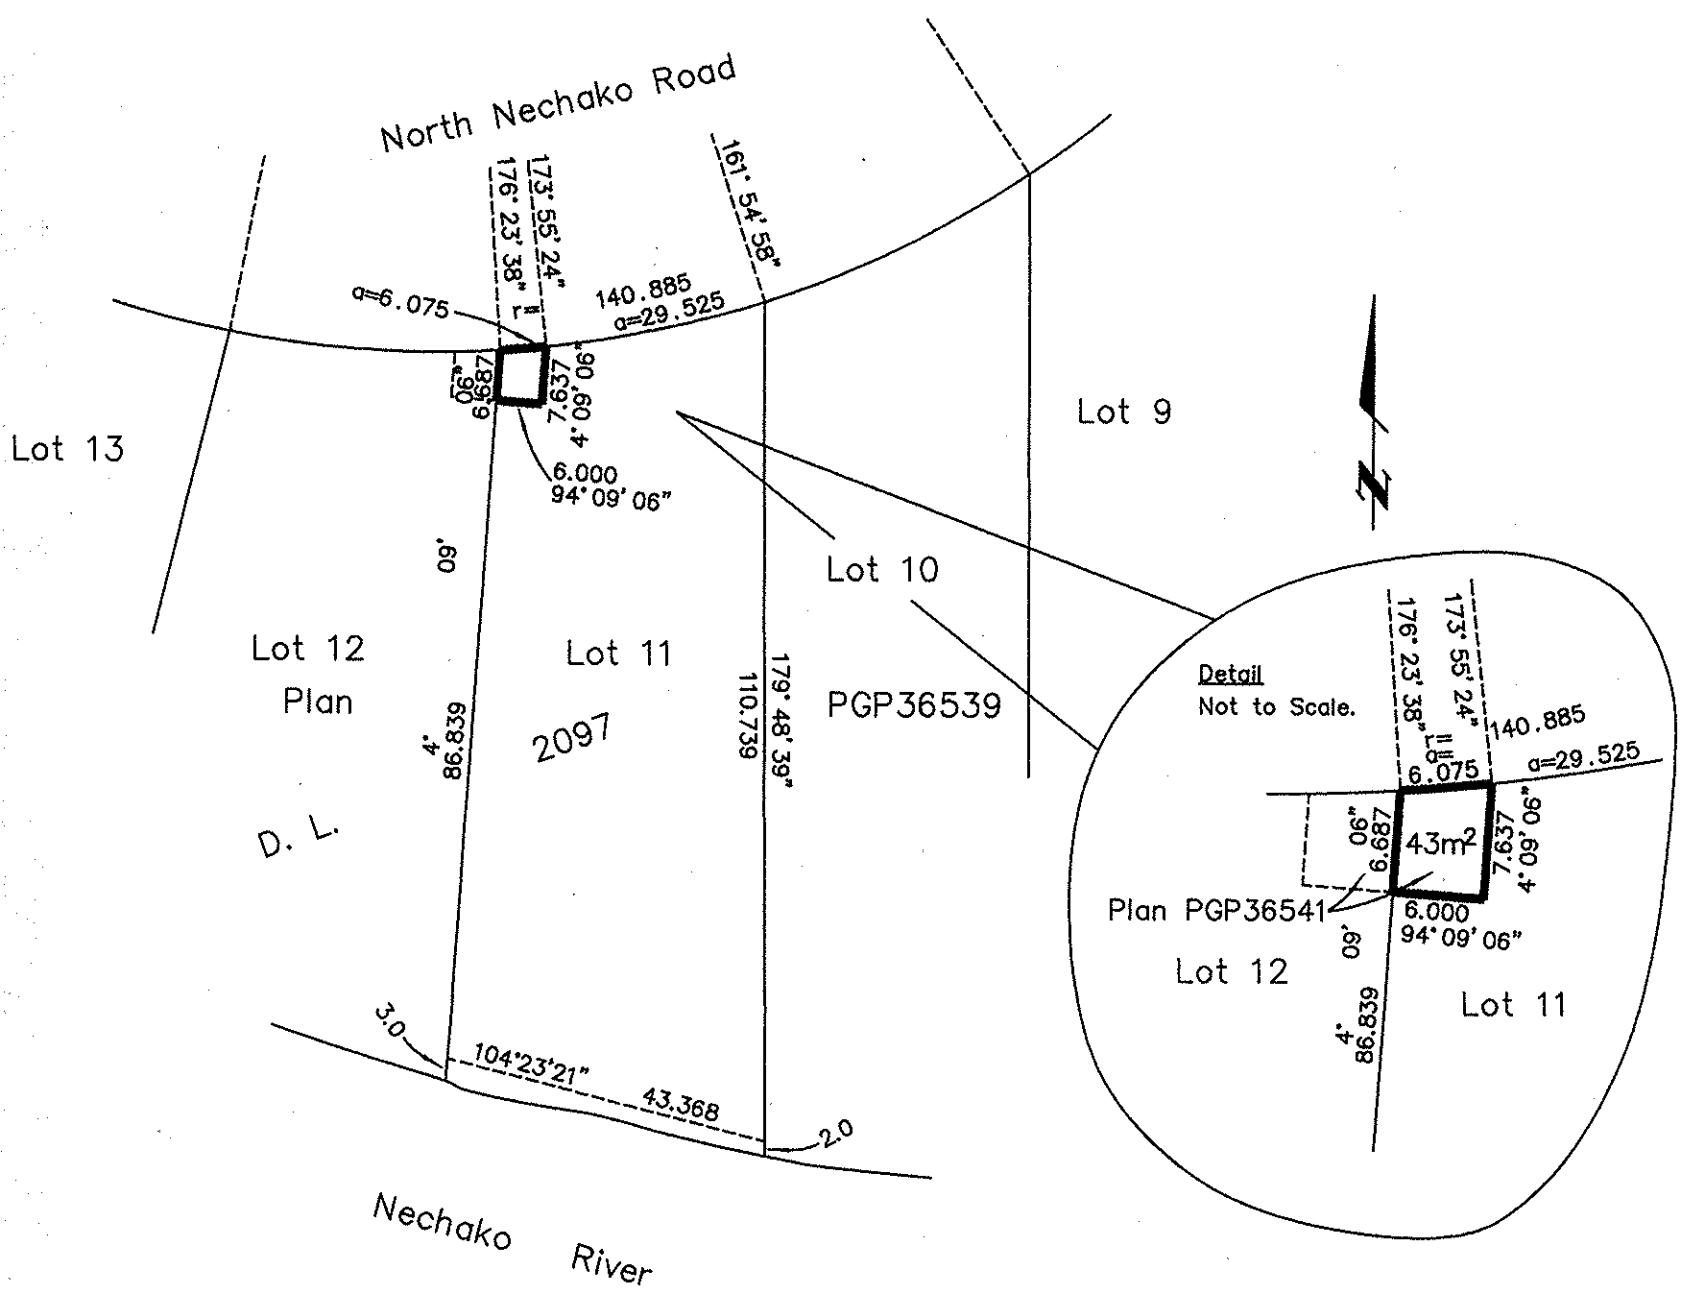 North Nechako Road
176° 23' 38"
173° 55' 24"
161° 54' 58"
a=6.075
140.885
a=29.525
06"
6.687
7.637
4° 09' 06"
6.000
94° 09' 06"
Lot 13
Lot 9
N
09'
Lot 10
Lot 12
Plan
Lot 11
2097
PGP36539
4°
86.839
110.739
179° 48' 39"
D. L.
3.0
104°23'21"
43.368
2.0
Nechako River
Detail
Not to Scale.
176° 23' 38"
173° 55' 24"
140.885
a=
6.075
a=29.525
06"
6.687
43m²
7.637
4° 09' 06"
Plan PGP36541
6.000
94° 09' 06"
09'
Lot 12
Lot 11
4°
86.839